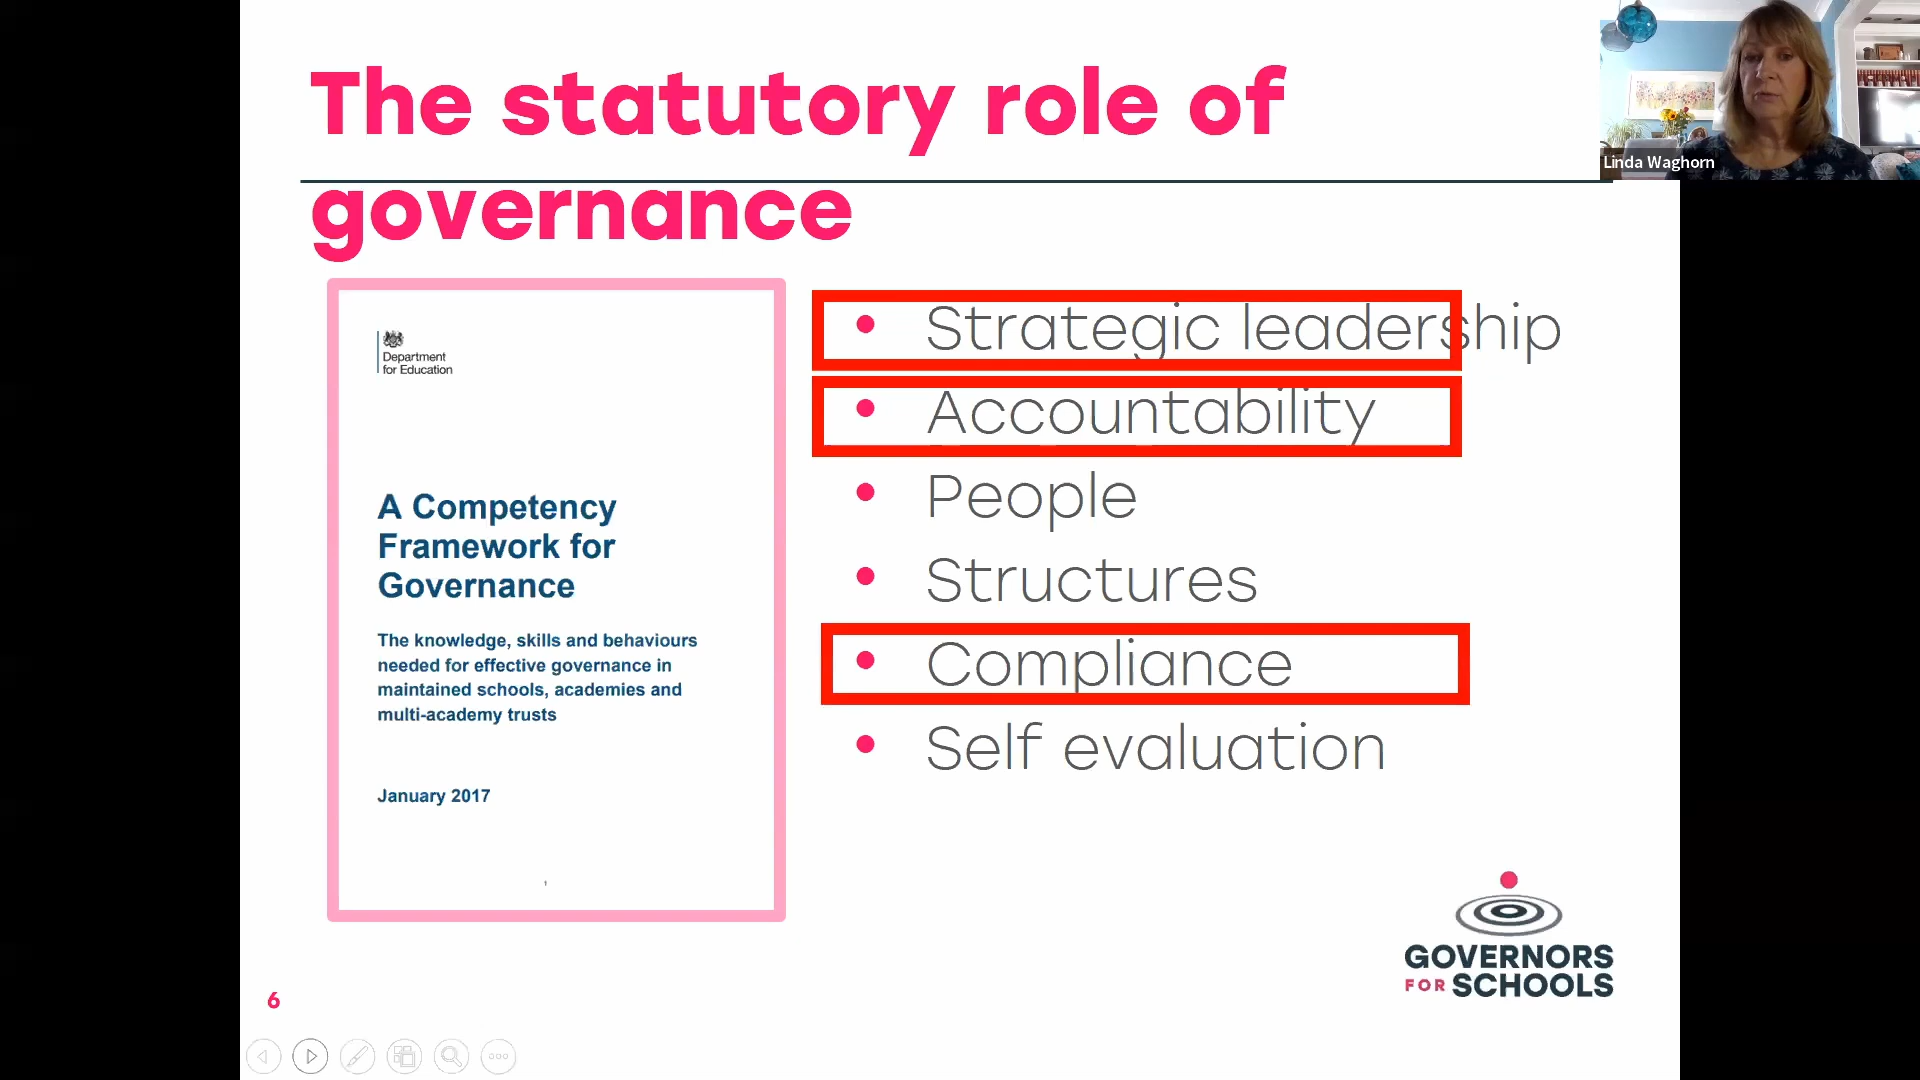 The statutory role of
governance
Linda Waghorn
Department
for Education
A Competency
Framework for
Governance
The knowledge, skills and behaviours
needed for effective governance in
maintained schools, academies and
multi-academy trusts
January 2017
• Strategic leadership
• Accountability
• People
• Structures
• Compliance
• Self evaluation
GOVERNORS
FOR SCHOOLS
6